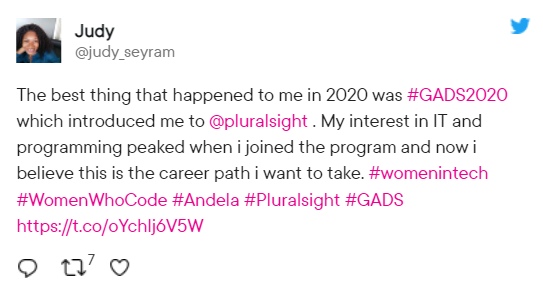 Judy
@judy_seyram
The best thing that happened to me in 2020 was #GADS2020
which introduced me to @pluralsight . My interest in IT and
programming peaked when i joined the program and now i
believe this is the career path i want to take. #womenintech
#WomenWhoCode #Andela #Pluralsight #GADS
https://t.co/oYchlj6V5W
7